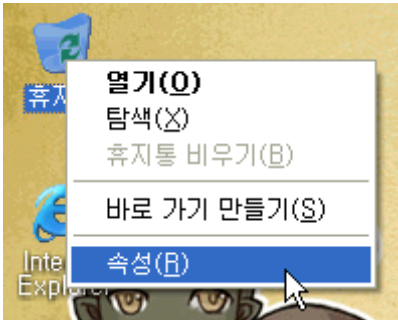 휴지
열기(O)
탐색(X)
휴지통 비우기(B)
바로 가기 만들기(S)
속성(R)
Inte
Explorer